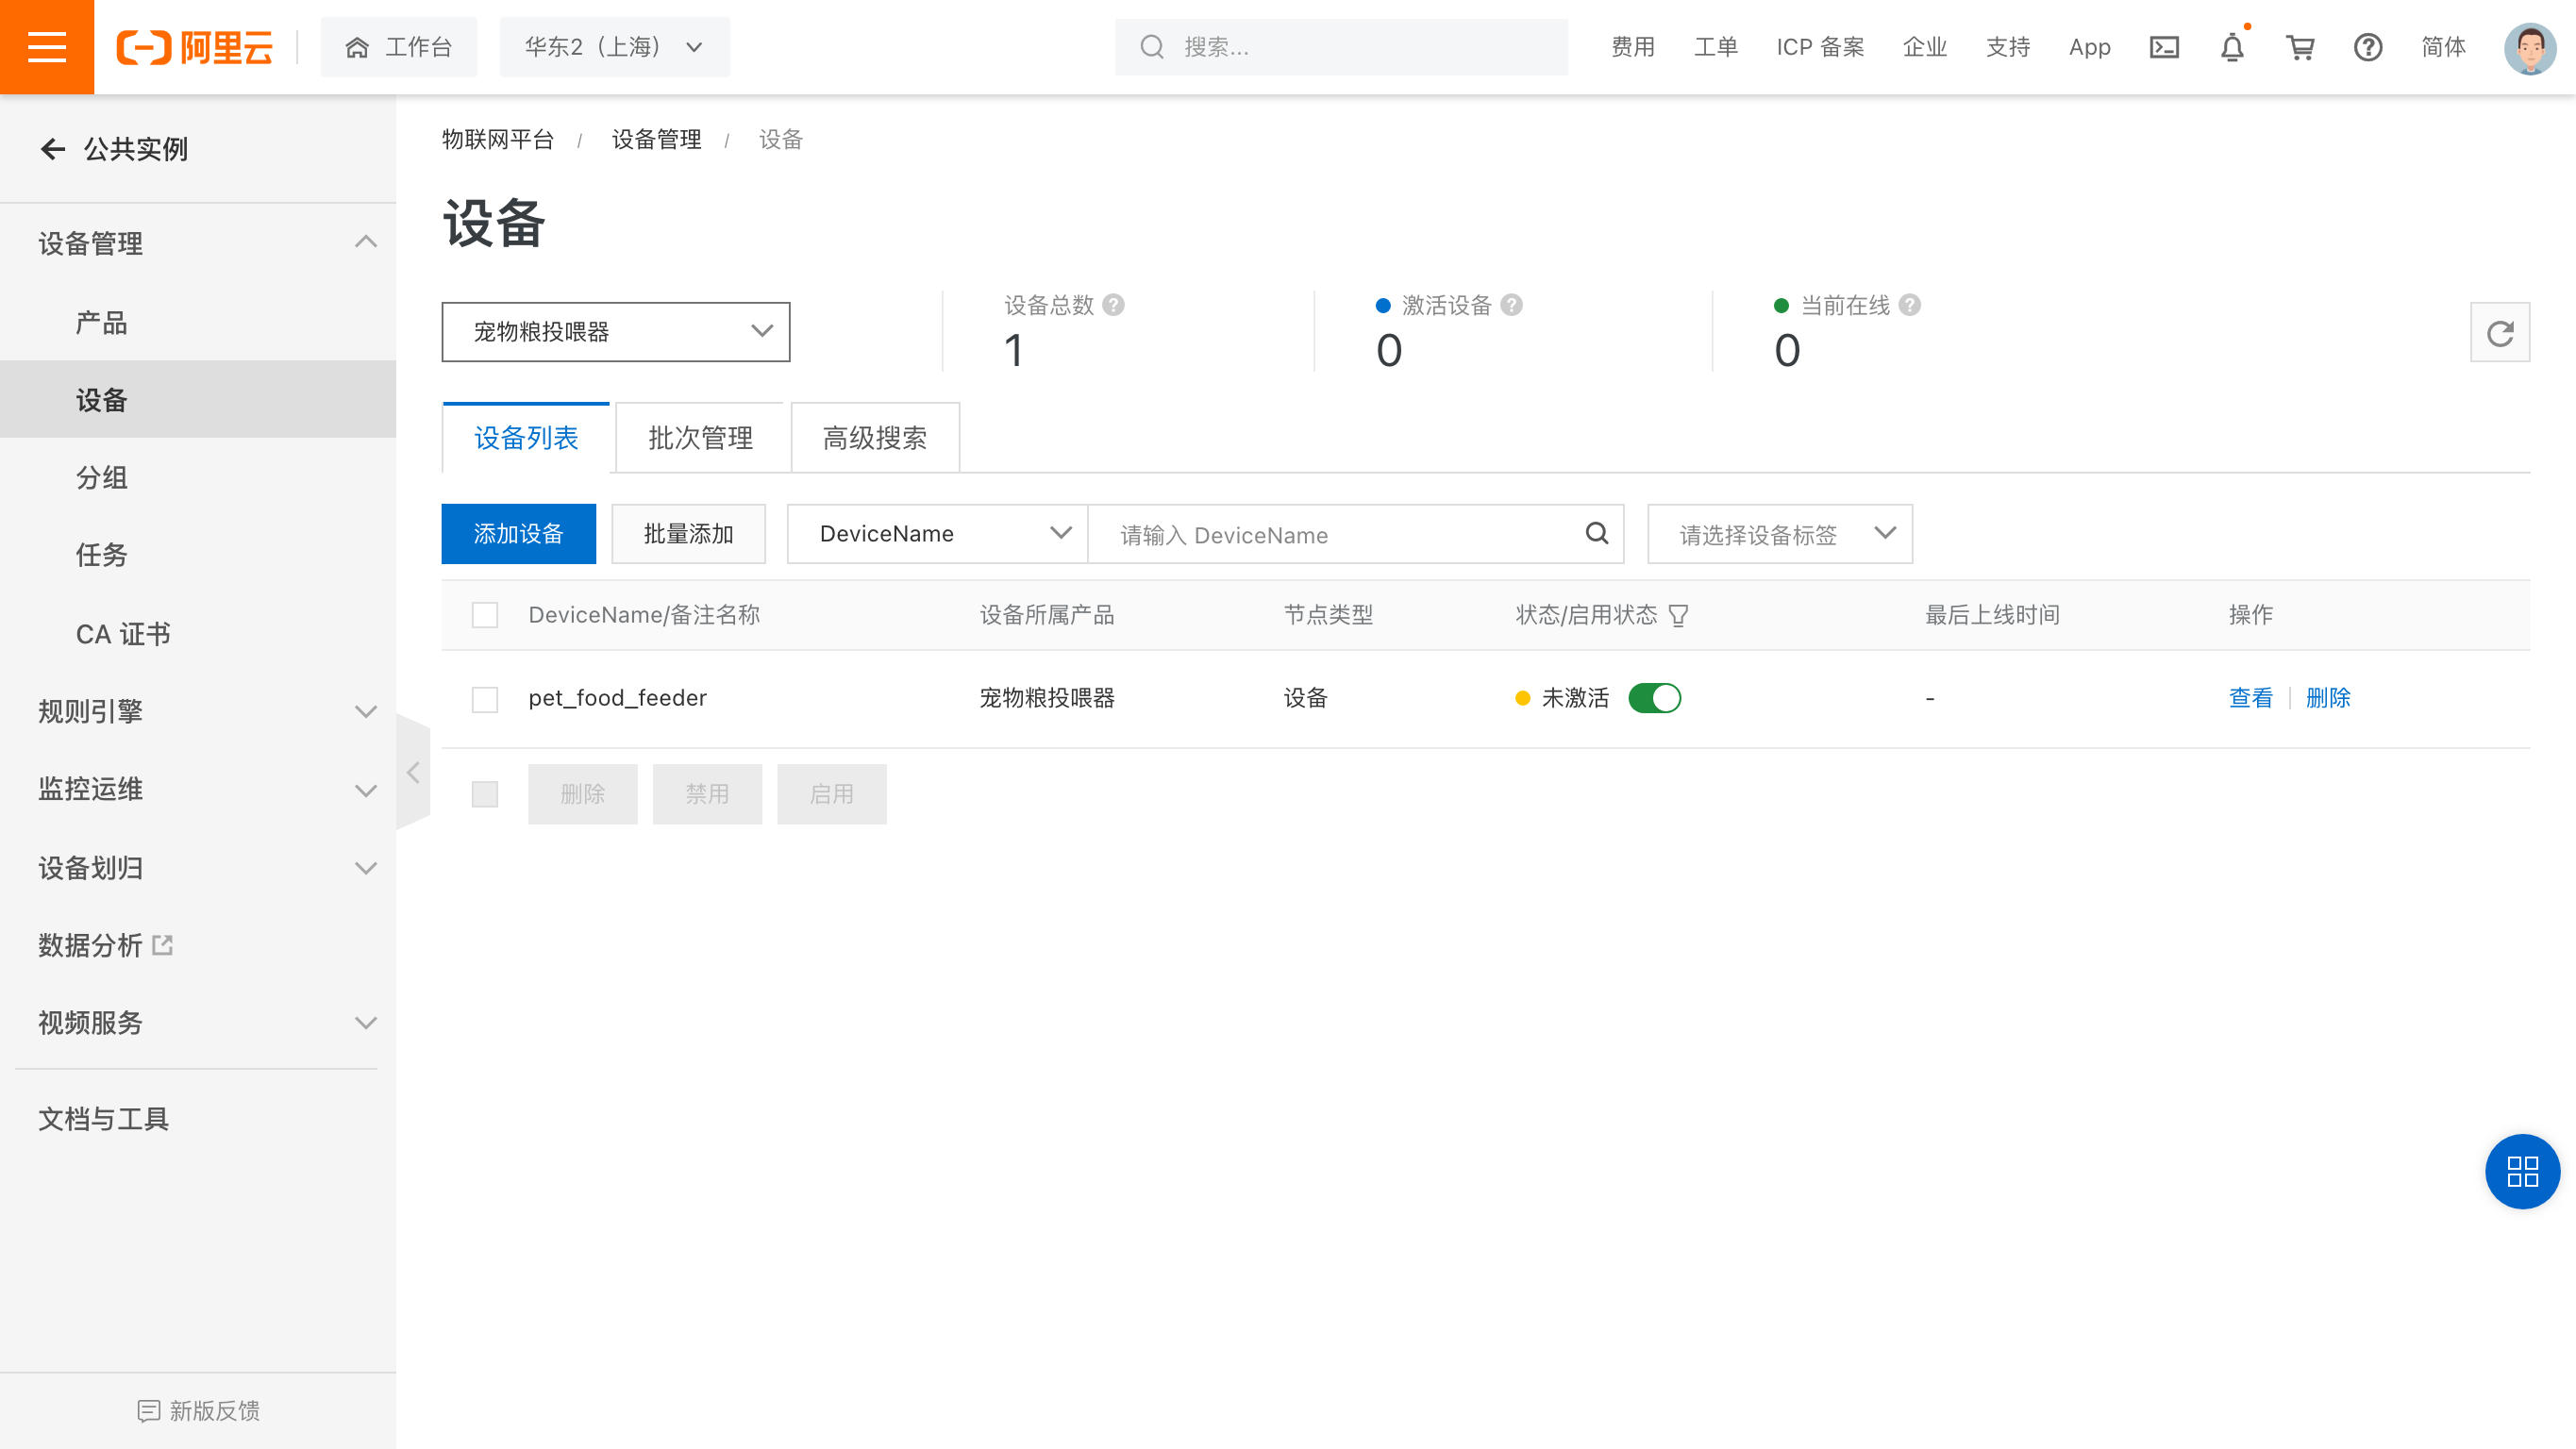 阿里云
工作台
华东2（上海）
搜索...
费用
工单
ICP 备案
企业
支持
App
简体
公共实例
设备管理
产品
设备
分组
任务
CA 证书
规则引擎
监控运维
设备划归
数据分析
视频服务
文档与工具
新版反馈
物联网平台 / 设备管理 / 设备
设备
宠物粮投喂器
设备总数
1
激活设备
0
当前在线
0
设备列表
批次管理
高级搜索
添加设备
批量添加
DeviceName
请输入 DeviceName
请选择设备标签
DeviceName/备注名称 设备所属产品 节点类型 状态/启用状态 最后上线时间 操作
pet_food_feeder 宠物粮投喂器 设备 未激活 - 查看 删除
删除 禁用 启用